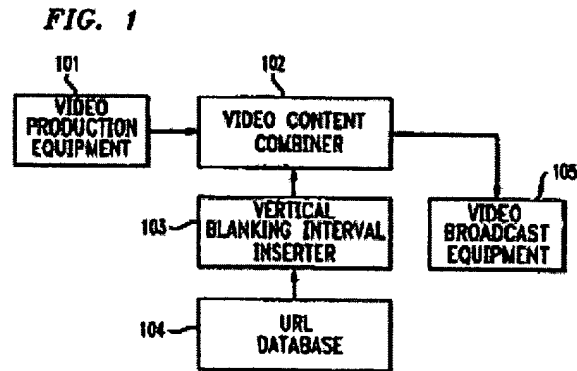 FIG. 1
101
VIDEO
PRODUCTION
EQUIPMENT
102
VIDEO CONTENT
COMBINER
103
VERTICAL
BLANKING INTERVAL
INSERTER
105
VIDEO
BROADCAST
EQUIPMENT
104
URL
DATABASE